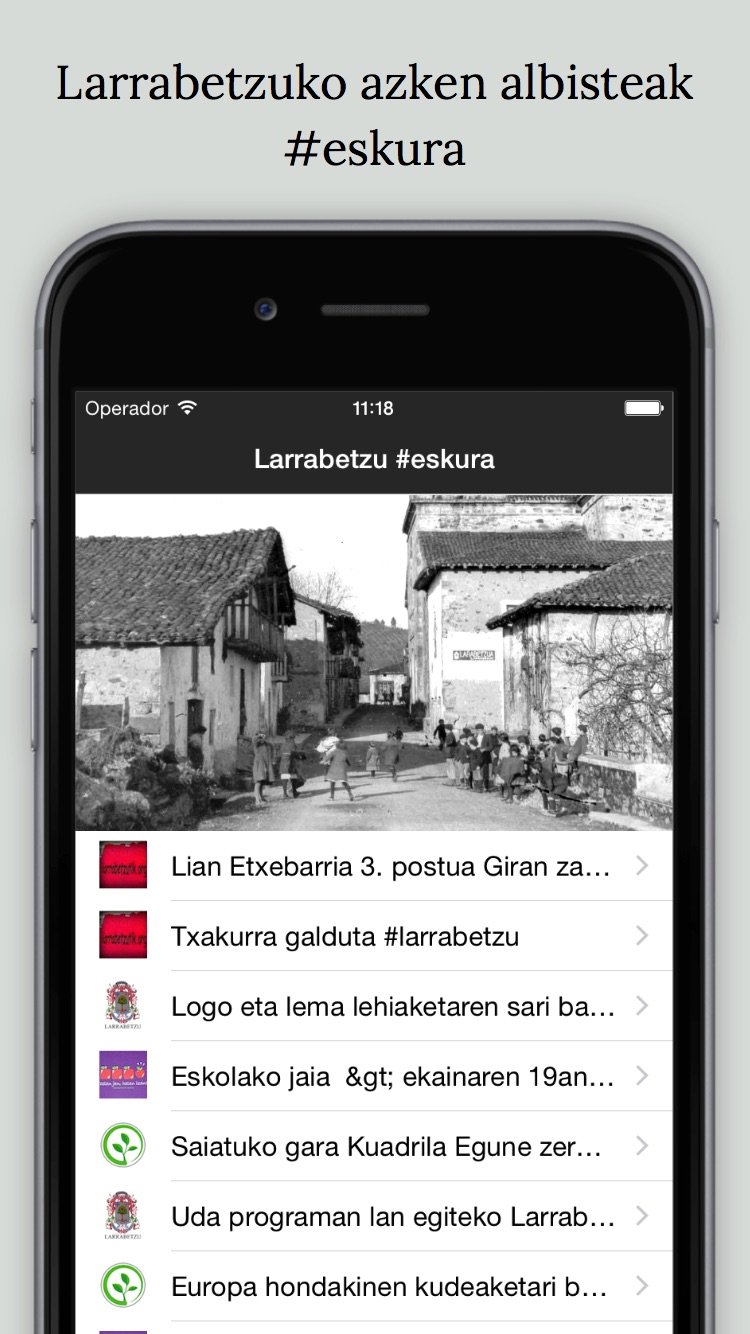 Larrabetzuko azken albisteak
#eskura
Operador
11:18
Larrabetzu #eskura
Lian Etxebarria 3. postua Giran za...
Txakurra galduta #larrabetzu
Logo eta lema lehiaketaren sari ba...
LARRABETZU
Eskolako jaia &gt; ekainaren 19an...
Saiatuko gara Kuadrila Egune zer...
Uda programan lan egiteko Larrab...
LARRABETZU
Europa hondakinen kudeaketari b...